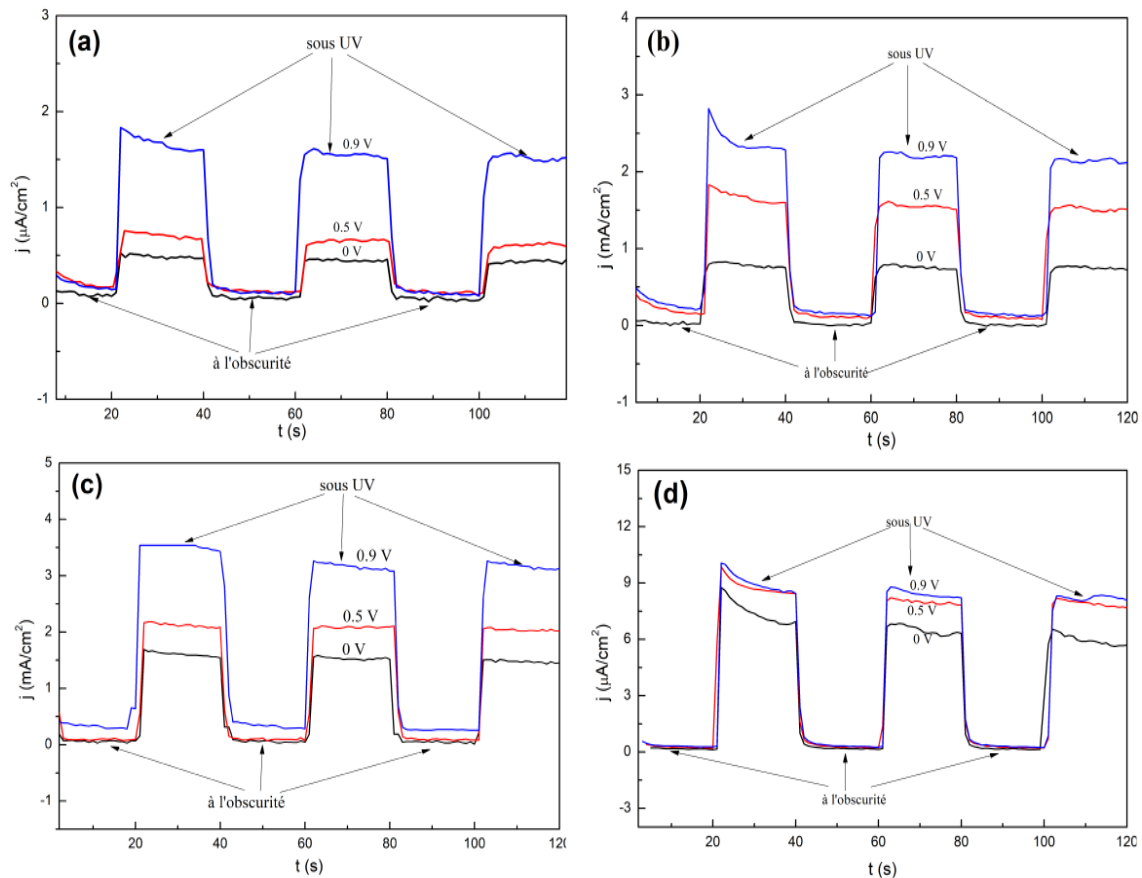 (a)
3
2
1
0
-1
j (μA/cm²)
sous UV
0.9 V
0.5 V
0 V
à l'obscurité
20 40 60 80 100
t (s)
(b)
4
3
2
1
0
-1
j (mA/cm²)
sous UV
0.9 V
0.5 V
0 V
à l'obscurité
20 40 60 80 100 120
t (s)
(c)
5
4
3
2
1
0
-1
j (mA/cm²)
sous UV
0.9 V
0.5 V
0 V
à l'obscurité
20 40 60 80 100 120
t (s)
(d)
15
12
9
6
3
0
-3
j (μA/cm²)
sous UV
0.9 V
0.5 V
0 V
à l'obscurité
20 40 60 80 100 120
t (s)